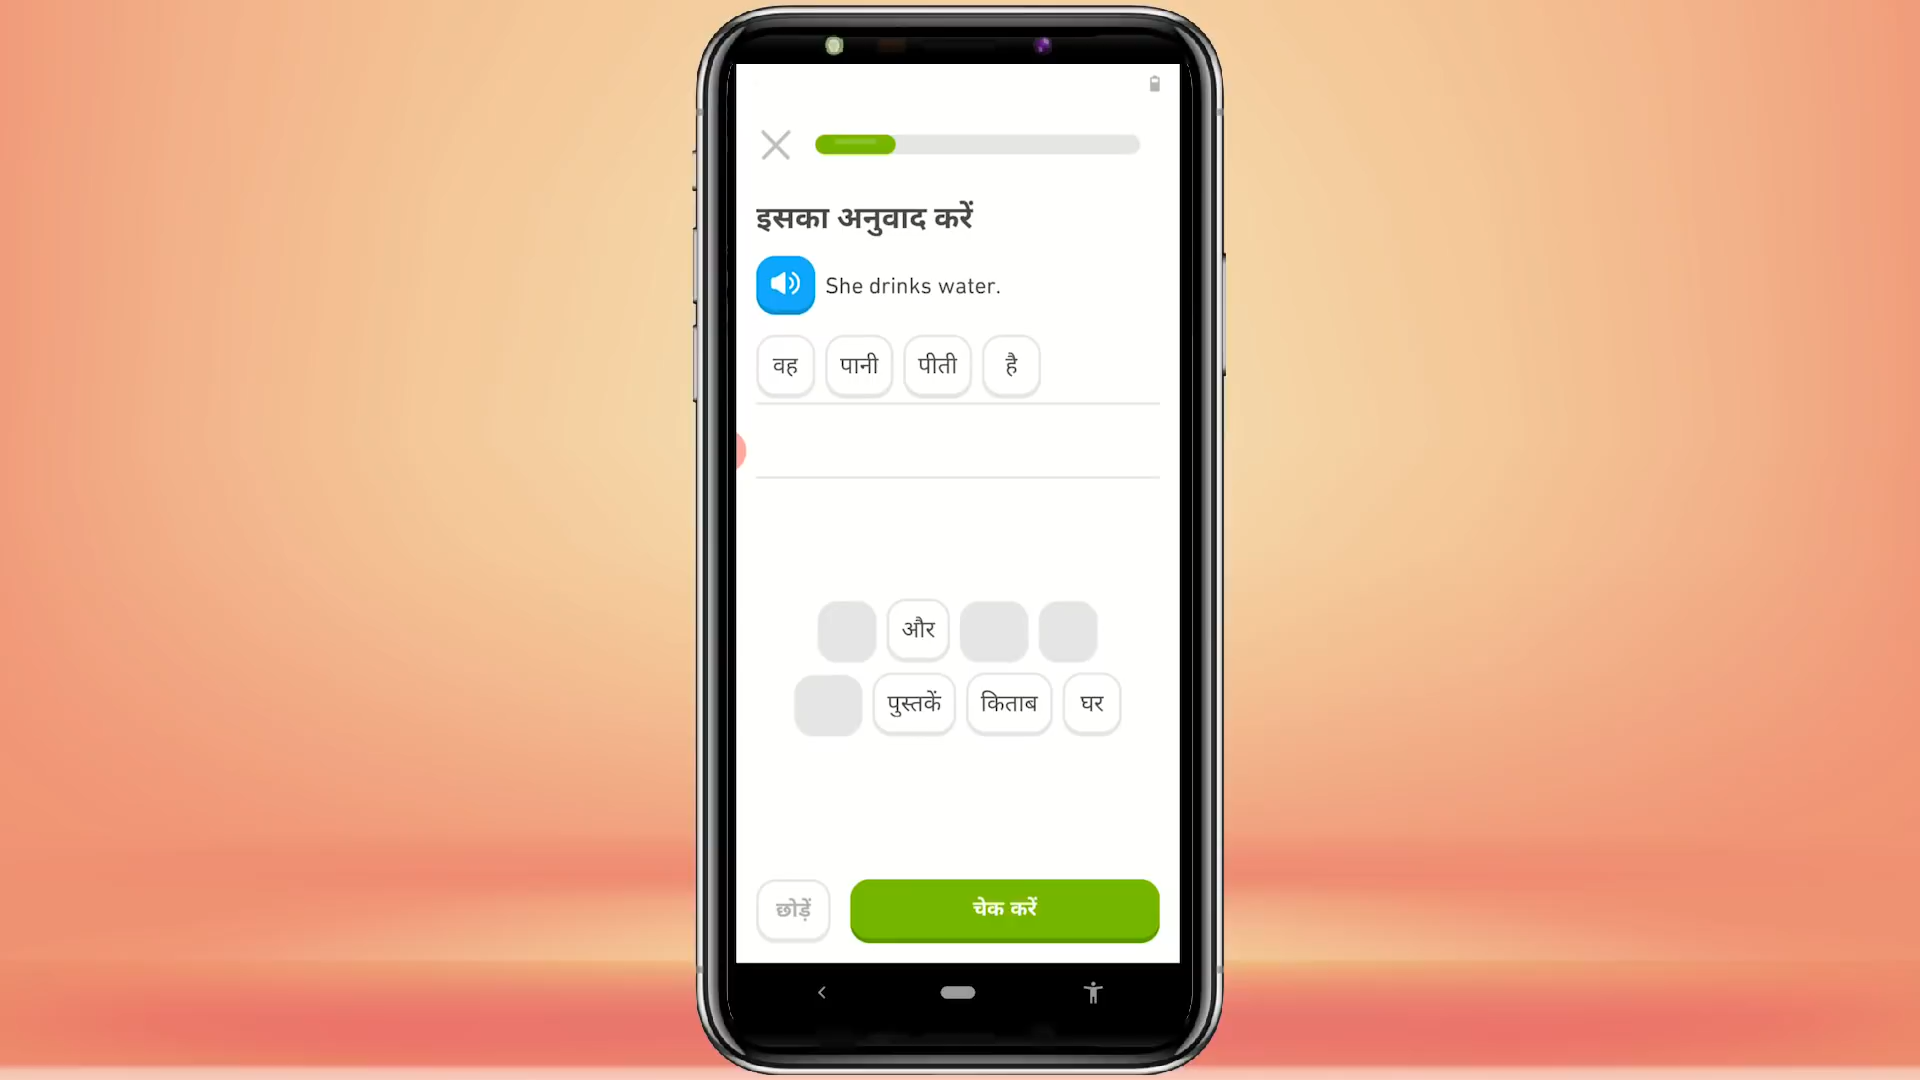 इसका अनुवाद करें
She drinks water.
वह पानी पीती है
और
पुस्तकें किताब घर
छोड़ें चेक करें